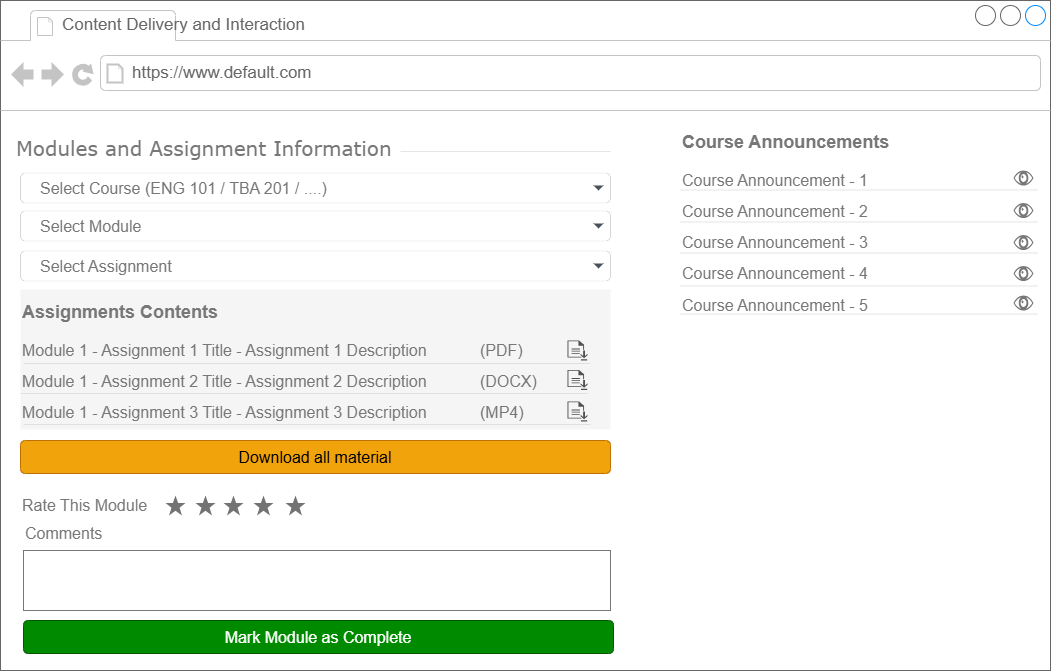 Content Delivery and Interaction
https://www.default.com
Modules and Assignment Information
Select Course (ENG 101 / TBA 201 / ....)
Select Module
Select Assignment
Assignments Contents
Module 1 - Assignment 1 Title - Assignment 1 Description (PDF)
Module 1 - Assignment 2 Title - Assignment 2 Description (DOCX)
Module 1 - Assignment 3 Title - Assignment 3 Description (MP4)
Download all material
Rate This Module
Comments
Mark Module as Complete
Course Announcements
Course Announcement - 1
Course Announcement - 2
Course Announcement - 3
Course Announcement - 4
Course Announcement - 5